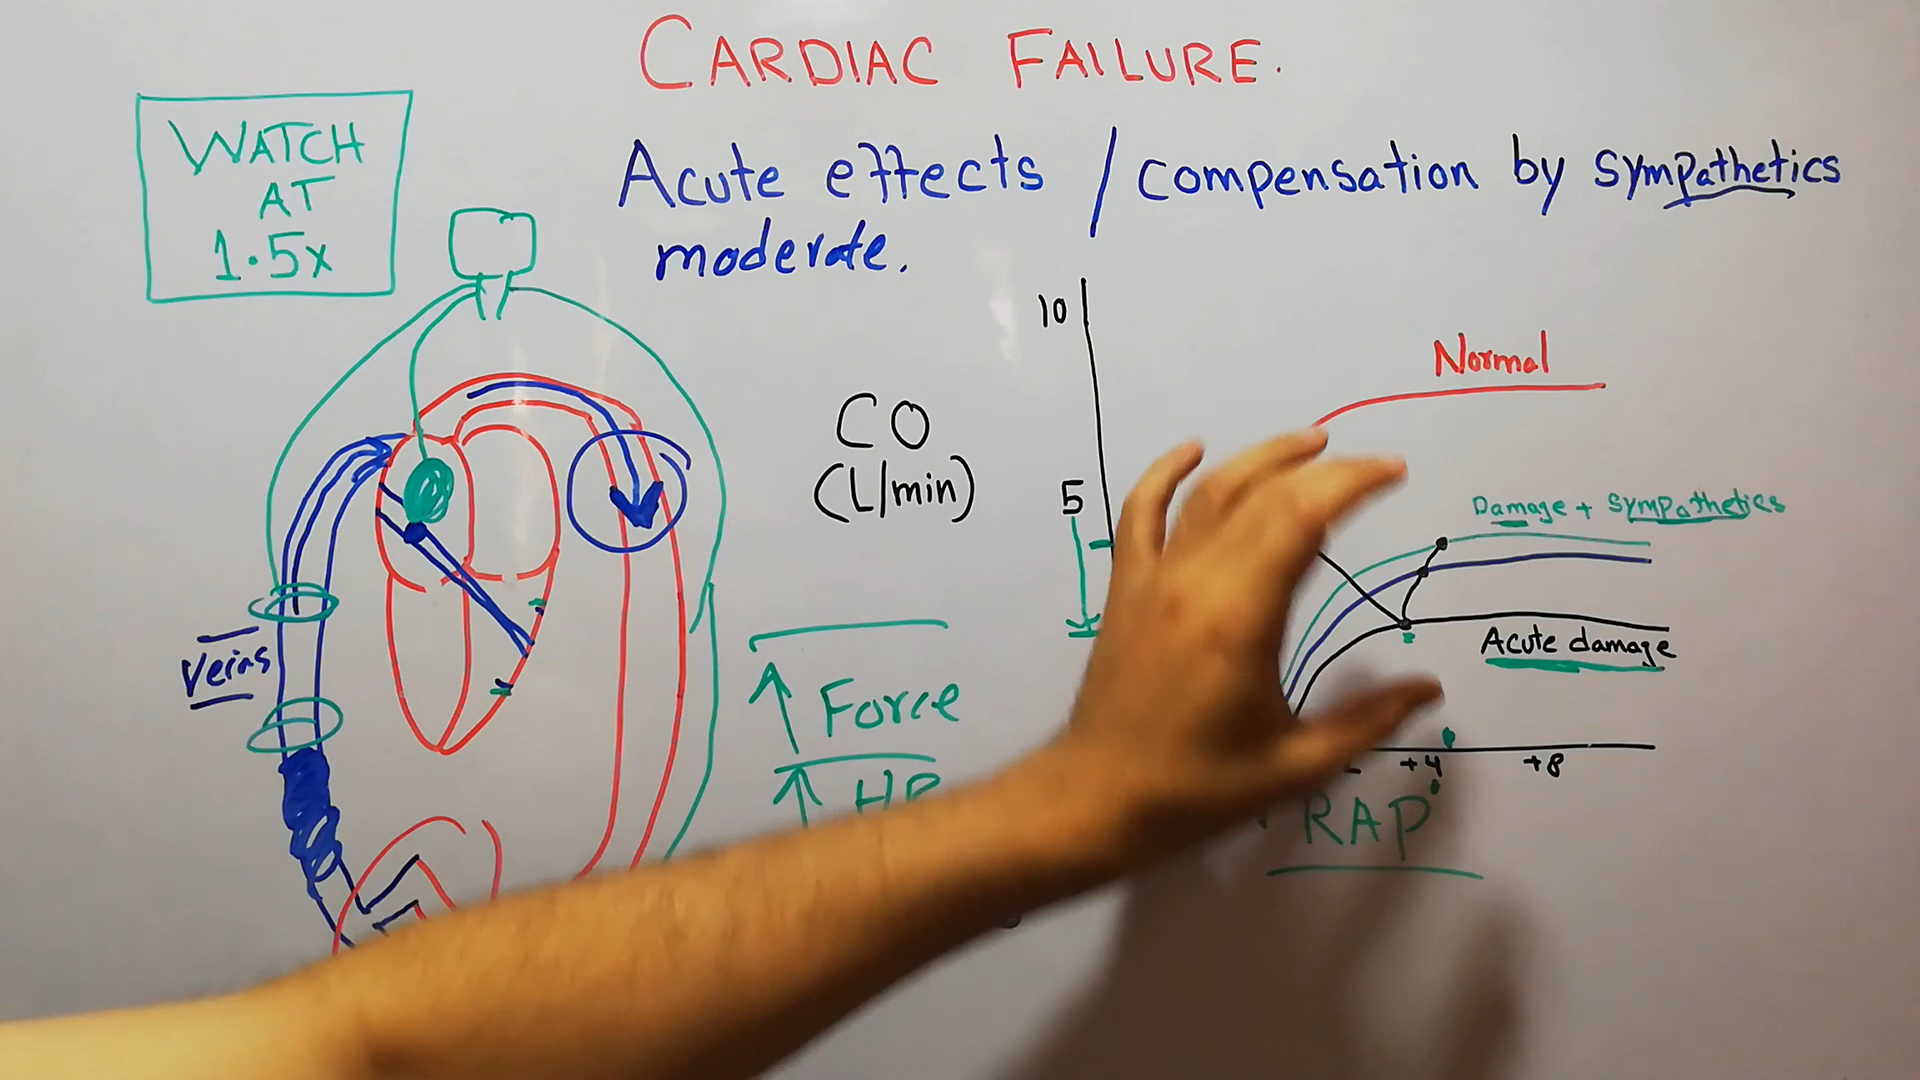 CARDIAC FAILURE.
WATCH
AT
1.5x
Acute effects / compensation by sympathetics
moderate.
10
Normal
CO
(L/min)
5
Damage + sympathetics
Acute damage
Veins
↑ Force
↑ HR
+4
+8
RAP